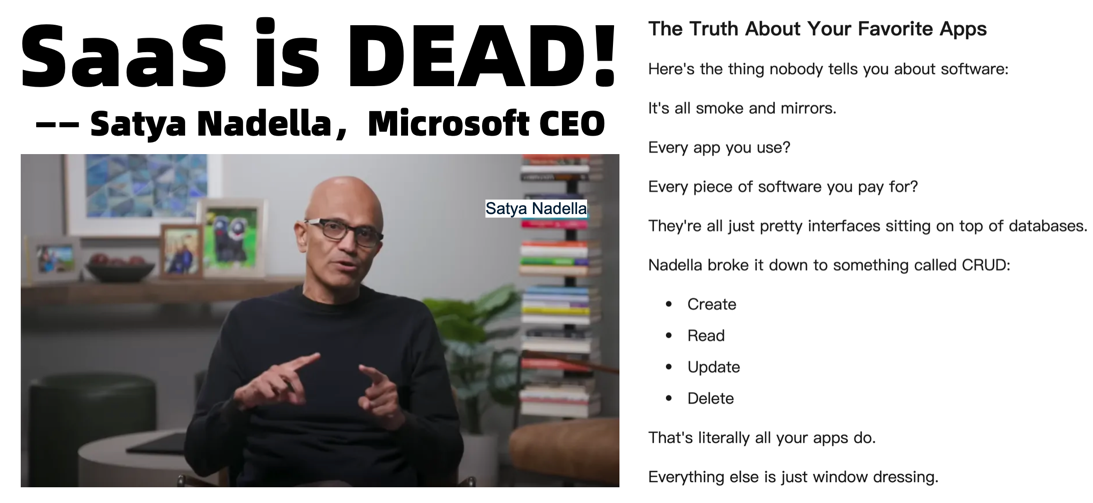 SaaS is DEAD!
-- Satya Nadella，Microsoft CEO
Satya Nadella
The Truth About Your Favorite Apps
Here's the thing nobody tells you about software:
It's all smoke and mirrors.
Every app you use?
Every piece of software you pay for?
They're all just pretty interfaces sitting on top of databases.
Nadella broke it down to something called CRUD:
• Create
• Read
• Update
• Delete
That's literally all your apps do.
Everything else is just window dressing.